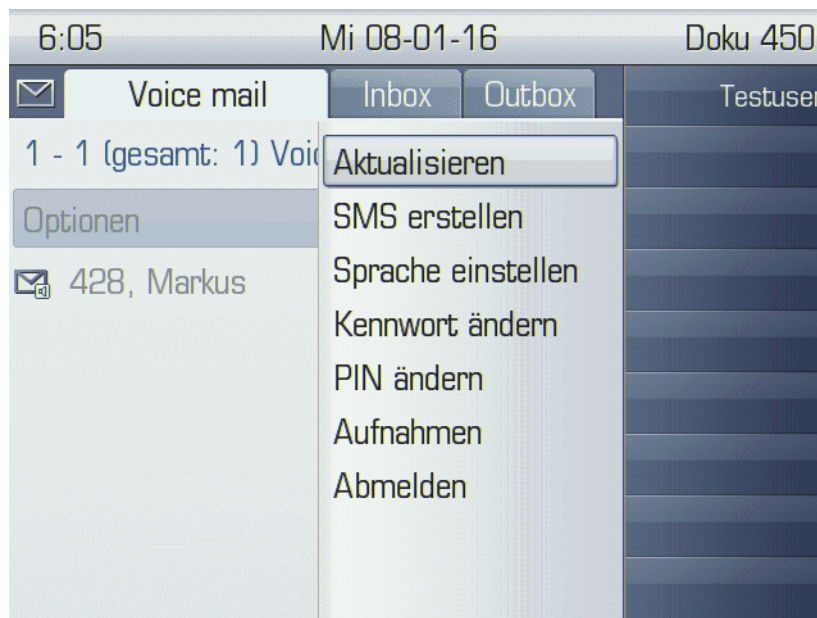 6:05 Mi 08-01-16 Doku 450
Voice mail Inbox Outbox Testuser
1 - 1 (gesamt: 1) Voi
Aktualisieren
Optionen SMS erstellen
428, Markus Sprache einstellen
Kennwort ändern
PIN ändern
Aufnahmen
Abmelden